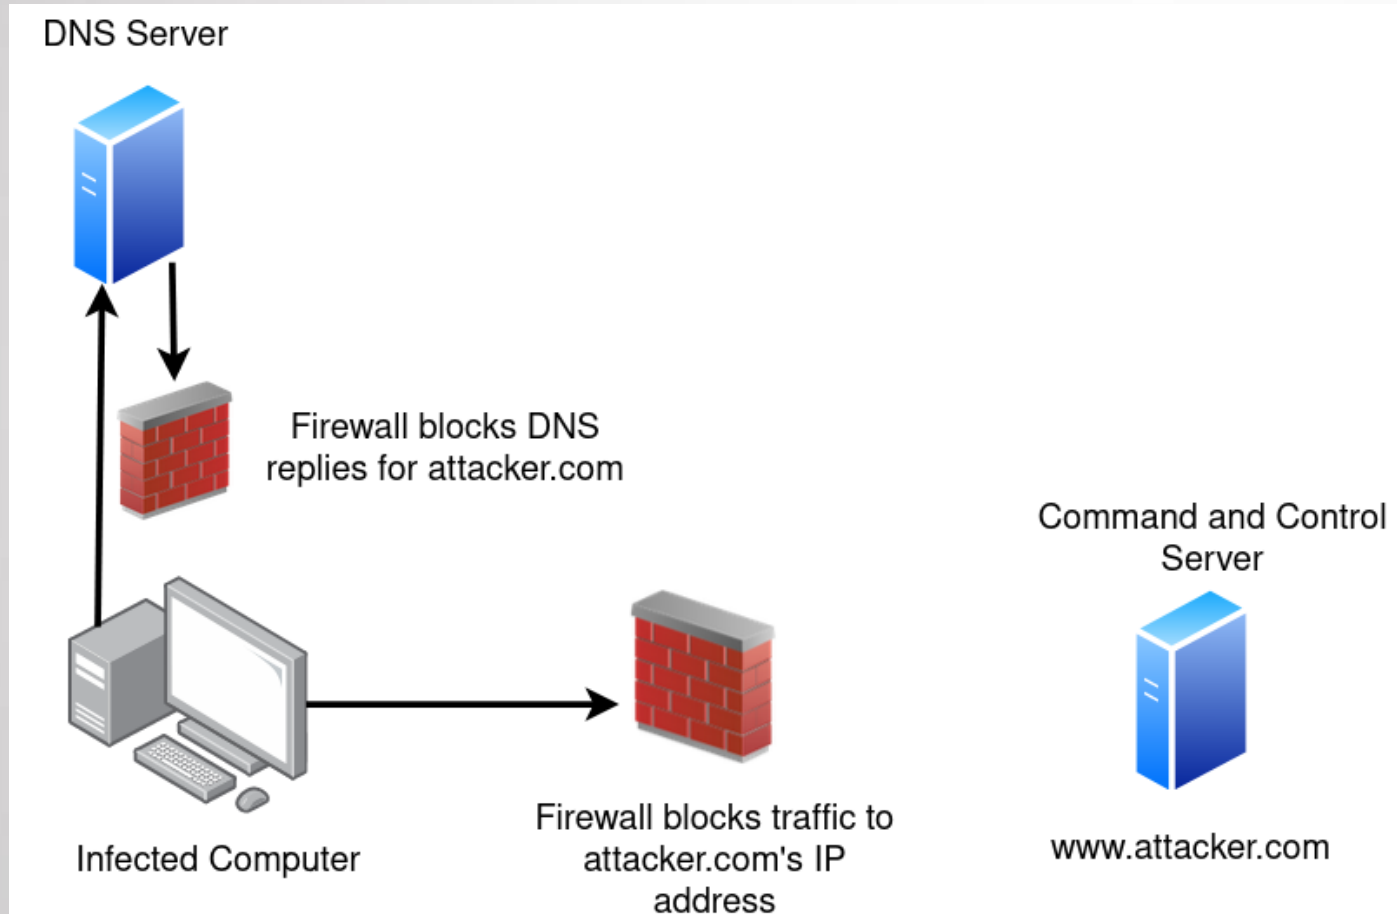 DNS Server
Firewall blocks DNS
replies for attacker.com
Command and Control
Server
www.attacker.com
Infected Computer
Firewall blocks traffic to
attacker.com's IP
address